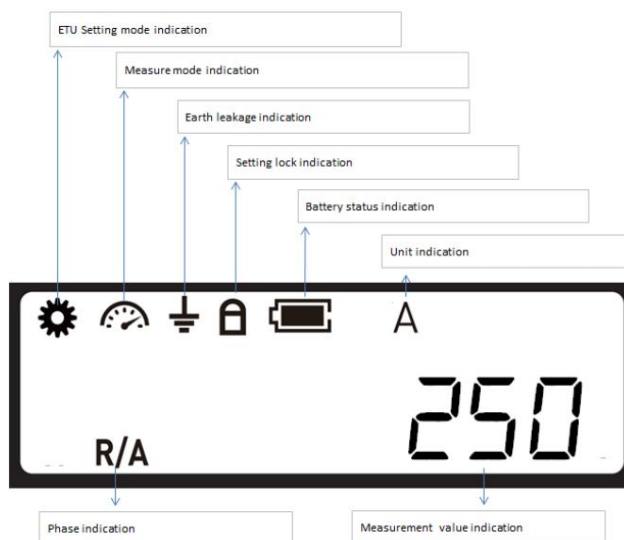 ETU Setting mode indication
Measure mode indication
Earth leakage indication
Setting lock indication
Battery status indication
Unit indication
A
250
R/A
Phase indication
Measurement value indication